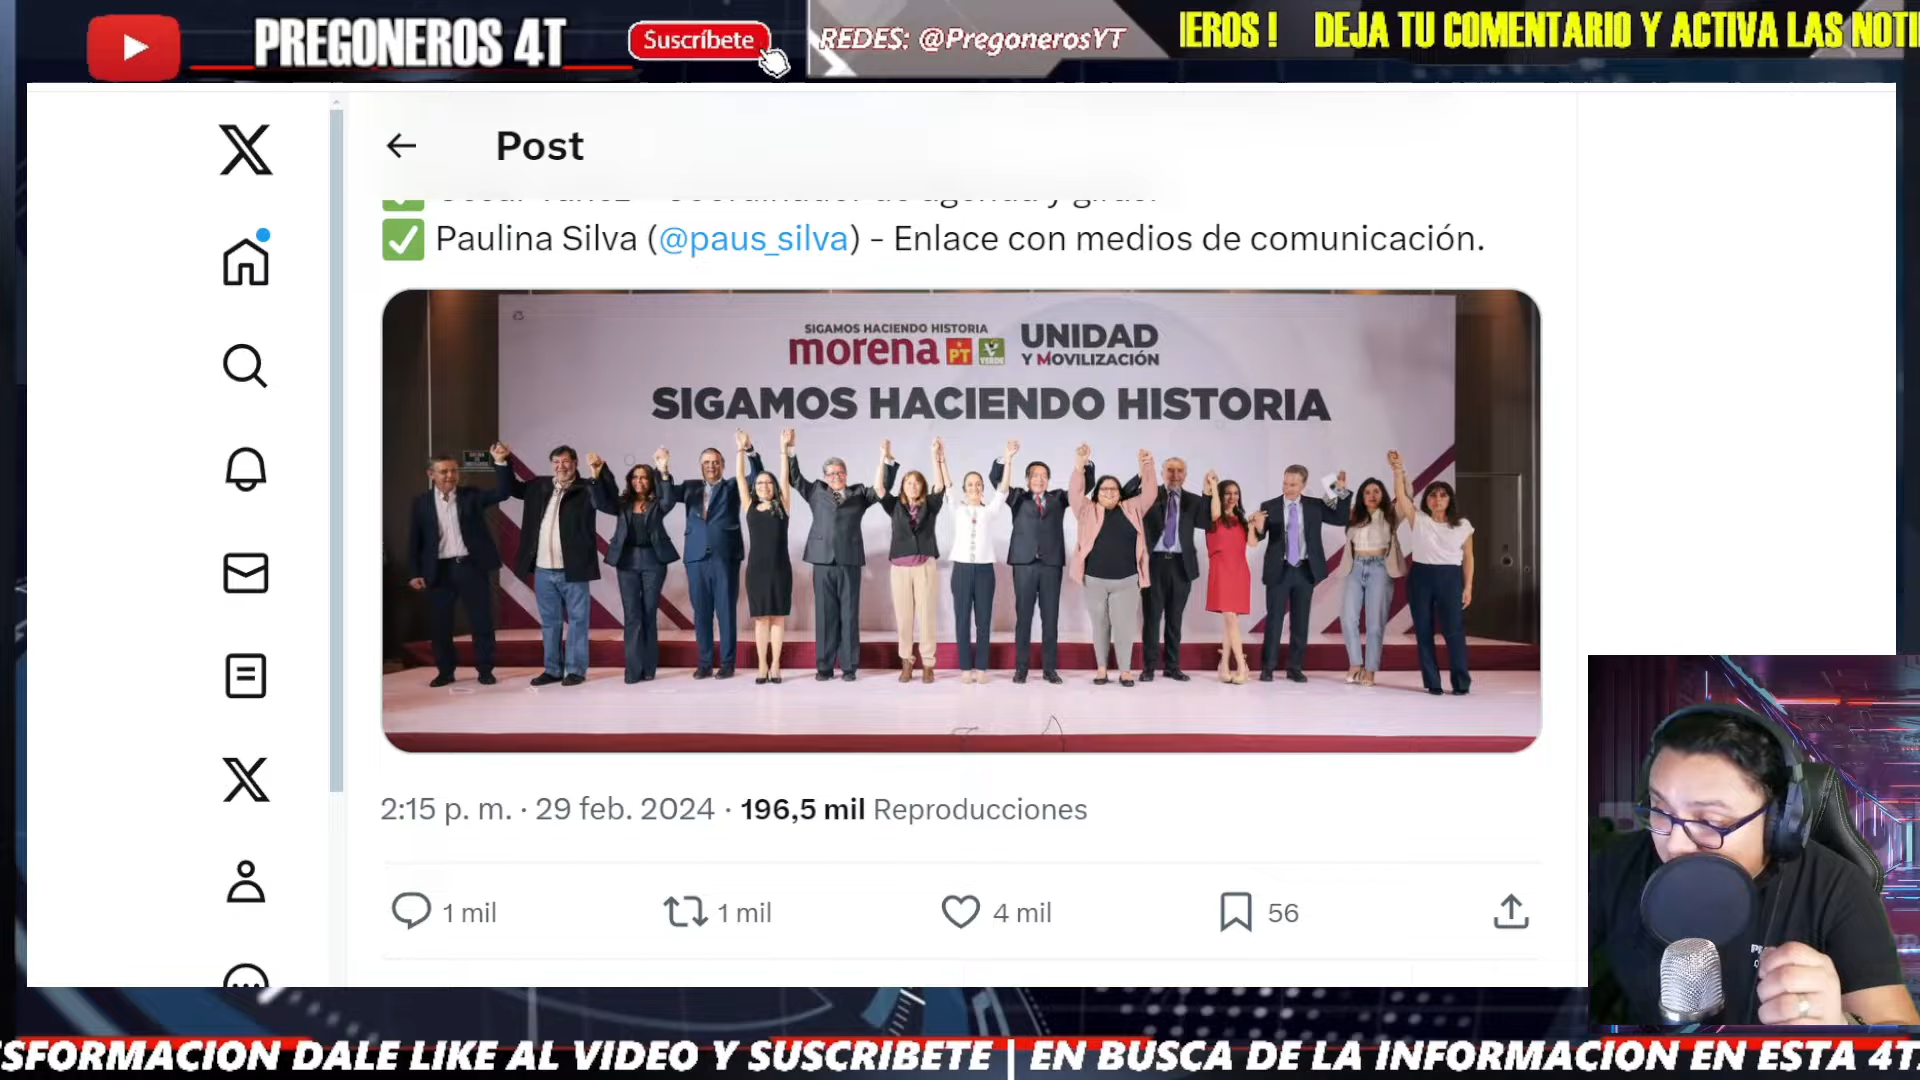 PREGONEROS 4T
Suscríbete
REDES: @PregonerosYT
IEROS ! DEJA TU COMENTARIO Y ACTIVA LAS NOTI
Post
Paulina Silva (@paus_silva) - Enlace con medios de comunicación.
SIGAMOS HACIENDO HISTORIA
morena PT VERDE
UNIDAD
Y MOVILIZACIÓN
SIGAMOS HACIENDO HISTORIA
2:15 p. m. · 29 feb. 2024 · 196,5 mil Reproducciones
1 mil
1 mil
4 mil
56
SFORMACION DALE LIKE AL VIDEO Y SUSCRIBETE | EN BUSCA DE LA INFORMACION EN ESTA 4T